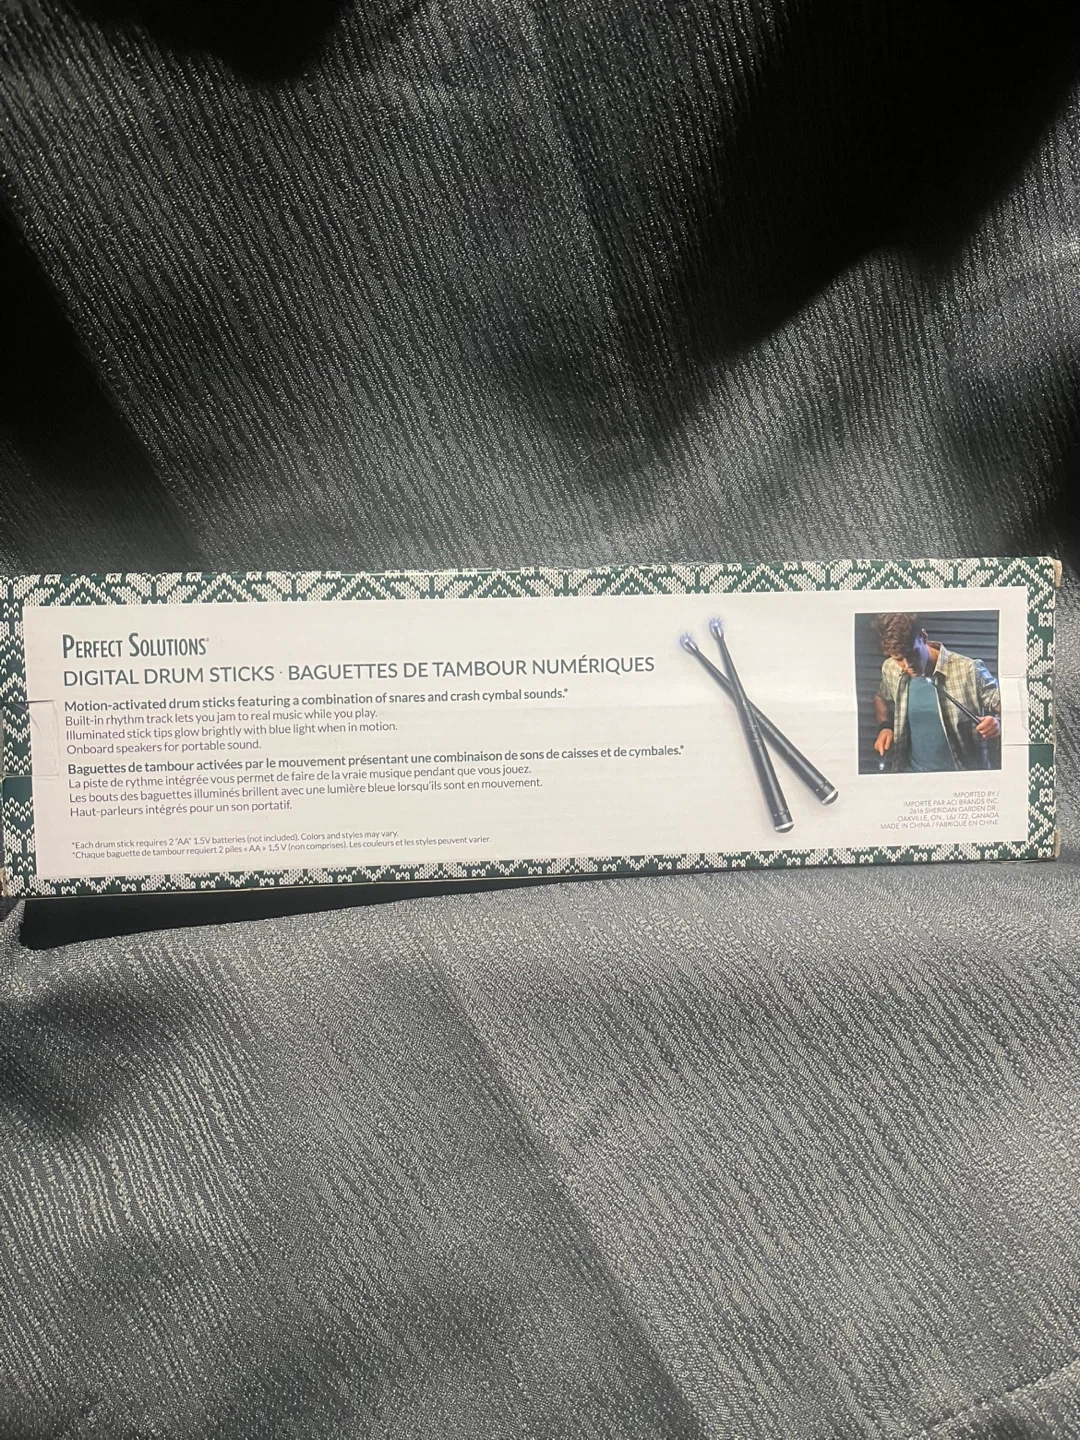 PERFECT SOLUTIONS®
DIGITAL DRUM STICKS · BAGUETTES DE TAMBOUR NUMÉRIQUES
Motion-activated drum sticks featuring a combination of snares and crash cymbal sounds.*
Built-in rhythm track lets you jam to real music while you play.
Illuminated stick tips glow brightly with blue light when in motion.
Onboard speakers for portable sound.
Baguettes de tambour activées par le mouvement présentant une combinaison de sons de caisses et de cymbales.*
La piste de rythme intégrée vous permet de faire de la vraie musique pendant que vous jouez.
Les bouts des baguettes illuminés brillent avec une lumière bleue lorsqu'ils sont en mouvement.
Haut-parleurs intégrés pour un son portatif.
*Each drum stick requires 2 "AA" 1.5V batteries (not included). Colors and styles may vary.
*Chaque baguette de tambour requiert 2 piles « AA » 1,5 V (non comprises). Les couleurs et les styles peuvent varier.
IMPORTED BY /
IMPORTÉ PAR ACI BRANDS INC.
2616 SHERIDAN GARDEN DR.,
OAKVILLE, ON., L6J 7Z2, CANADA
MADE IN CHINA / FABRIQUÉ EN CHINE